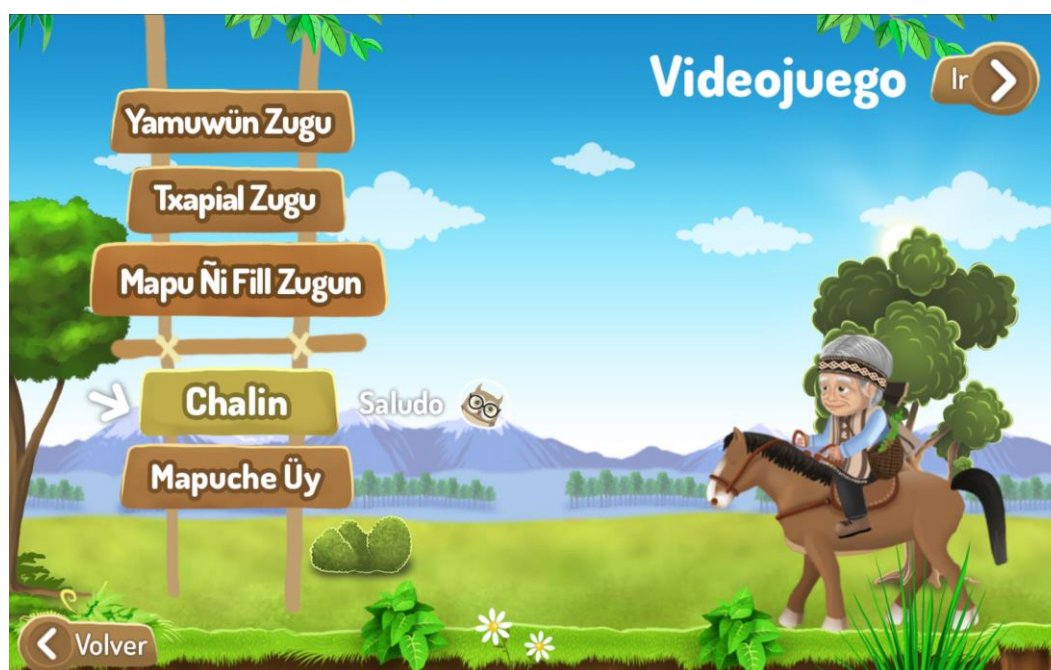 Videojuego
Ir
Yamuwün Zugu
Txapial Zugu
Mapu Ñi Fill Zugun
Chalin
Saludo
Mapuche Üy
Volver